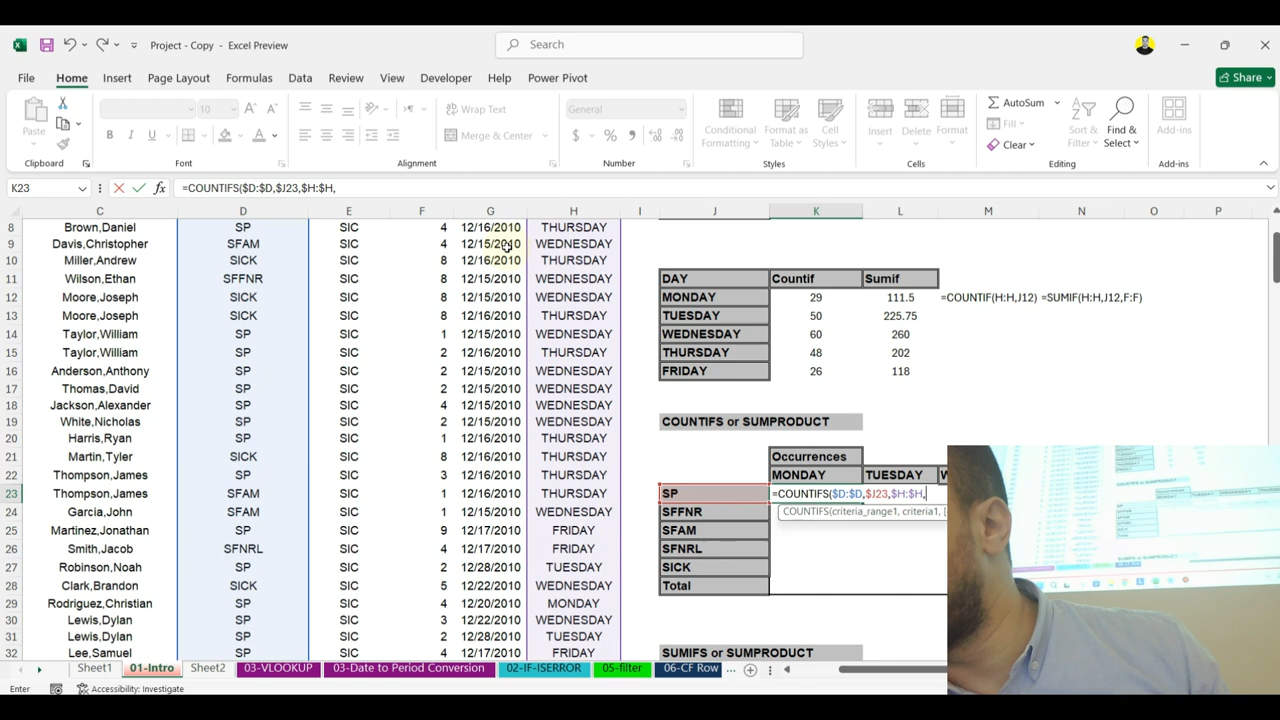 Project - Copy - Excel Preview
Search
File Home Insert Page Layout Formulas Data Review View Developer Help Power Pivot Share
10 Wrap Text General AutoSum
Paste B I U Merge & Center $ % Conditional Formatting Format as Table Cell Styles Insert Delete Format Fill Clear Sort & Filter Find & Select Add-ins
Clipboard Font Alignment Number Styles Cells Editing Add-ins
K23 fx =COUNTIFS($D:$D,$J23,$H:$H,
C D E F G H I J K L M N O P
8 Brown,Daniel SP SIC 4 12/16/2010 THURSDAY
9 Davis,Christopher SFAM SIC 4 12/15/2010 WEDNESDAY
10 Miller,Andrew SICK SIC 8 12/16/2010 THURSDAY
11 Wilson,Ethan SFFNR SIC 8 12/15/2010 WEDNESDAY DAY Countif Sumif
12 Moore,Joseph SICK SIC 8 12/15/2010 WEDNESDAY MONDAY 29 111.5 =COUNTIF(H:H,J12) =SUMIF(H:H,J12,F:F)
13 Moore,Joseph SICK SIC 8 12/16/2010 THURSDAY TUESDAY 50 225.75
14 Taylor,William SP SIC 1 12/15/2010 WEDNESDAY WEDNESDAY 60 260
15 Taylor,William SP SIC 2 12/16/2010 THURSDAY THURSDAY 48 202
16 Anderson,Anthony SP SIC 2 12/15/2010 WEDNESDAY FRIDAY 26 118
17 Thomas,David SP SIC 2 12/15/2010 WEDNESDAY
18 Jackson,Alexander SP SIC 4 12/15/2010 WEDNESDAY
19 White,Nicholas SP SIC 2 12/15/2010 WEDNESDAY COUNTIFS or SUMPRODUCT
20 Harris,Ryan SP SIC 1 12/16/2010 THURSDAY
21 Martin,Tyler SICK SIC 8 12/16/2010 THURSDAY Occurrences
22 Thompson,James SP SIC 3 12/16/2010 THURSDAY MONDAY TUESDAY W
23 Thompson,James SFAM SIC 1 12/16/2010 THURSDAY SP =COUNTIFS($D:$D,$J23,$H:$H,
24 Garcia,John SFAM SIC 1 12/15/2010 WEDNESDAY SFFNR COUNTIFS(criteria_range1, criteria1, [
25 Martinez,Jonathan SP SIC 9 12/17/2010 FRIDAY SFAM
26 Smith,Jacob SFNRL SIC 4 12/17/2010 FRIDAY SFNRL
27 Robinson,Noah SP SIC 2 12/28/2010 TUESDAY SICK
28 Clark,Brandon SICK SIC 5 12/22/2010 WEDNESDAY Total
29 Rodriguez,Christian SP SIC 4 12/20/2010 MONDAY
30 Lewis,Dylan SP SIC 3 12/22/2010 WEDNESDAY
31 Lewis,Dylan SP SIC 2 12/28/2010 TUESDAY
32 Lee,Samuel SP SIC 4 12/17/2010 FRIDAY SUMIFS or SUMPRODUCT
Sheet1 01-Intro Sheet2 03-VLOOKUP 03-Date to Period Conversion 02-IF-ISERROR 05-filter 06-CF Row ...
Enter Accessibility: Investigate